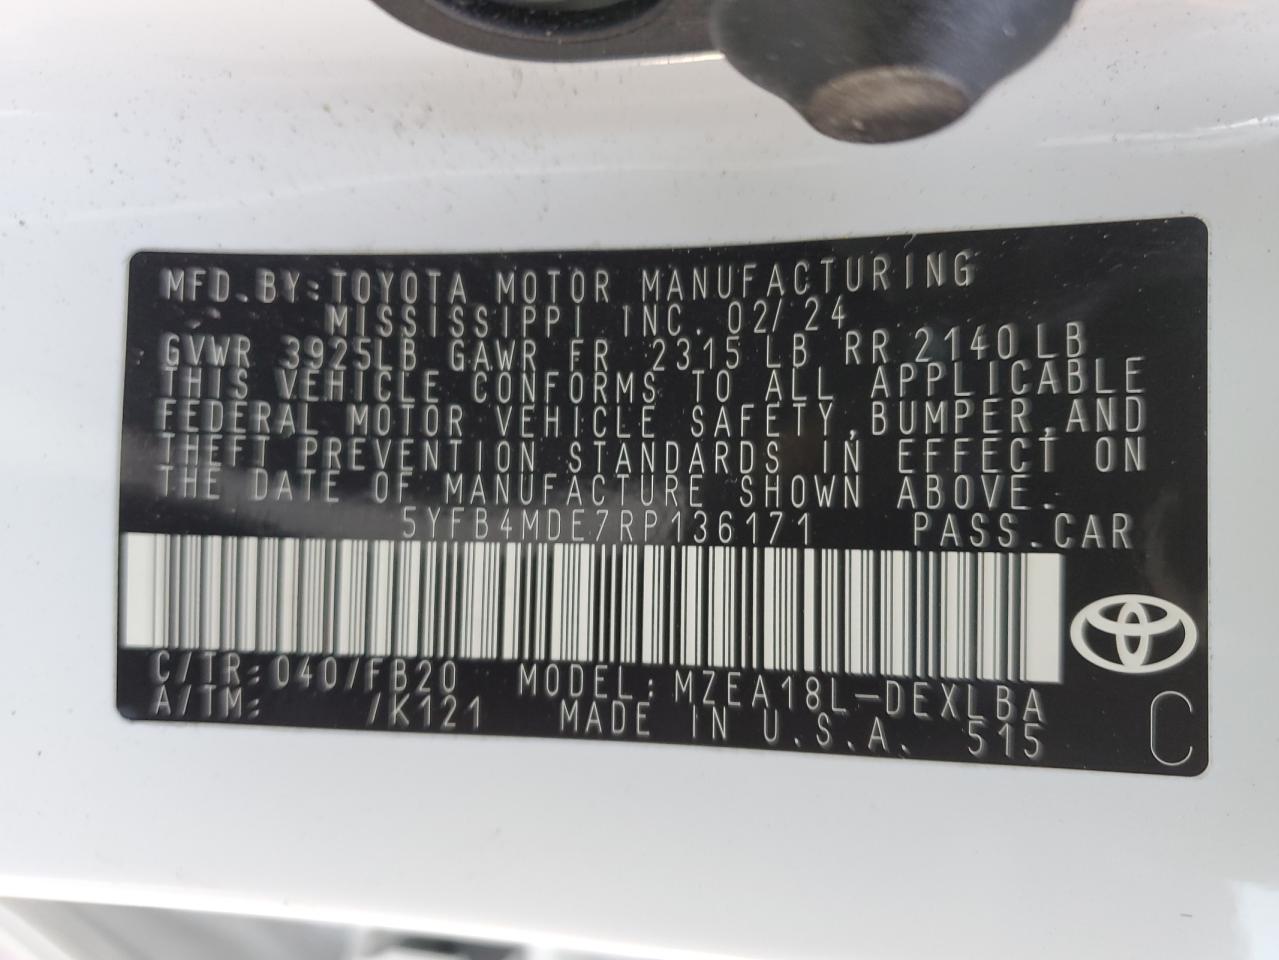 MFD.BY:TOYOTA MOTOR MANUFACTURING
MISSISSIPPI INC. 02/24
GVWR 3925LB GAWR FR 2315 LB RR 2140 LB
THIS VEHICLE CONFORMS TO ALL APPLICABLE
FEDERAL MOTOR VEHICLE SAFETY,BUMPER,AND
THEFT PREVENTION STANDARDS IN EFFECT ON
THE DATE OF MANUFACTURE SHOWN ABOVE.
5YFB4MDE7RP136171 PASS.CAR
C/TR:040/FB20 MODEL:MZEA18L-DEXLBA
A/TM: /K121 MADE IN U.S.A. 515
C